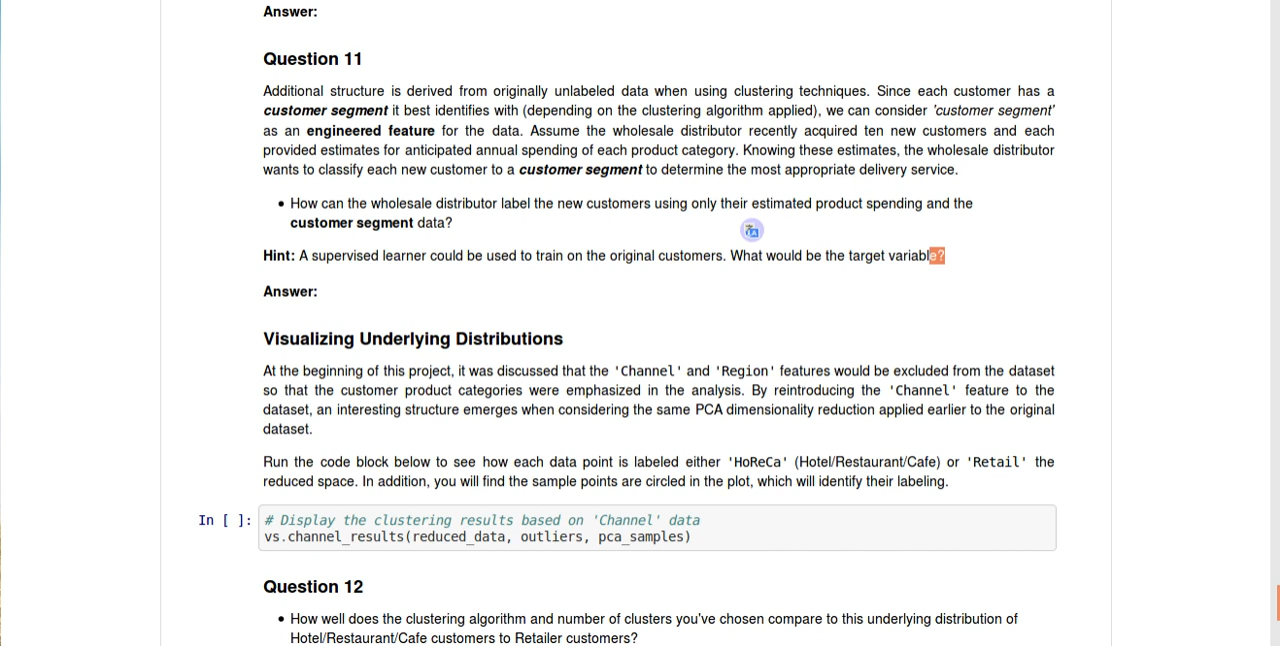 Answer:
Question 11
Additional structure is derived from originally unlabeled data when using clustering techniques. Since each customer has a
customer segment it best identifies with (depending on the clustering algorithm applied), we can consider 'customer segment'
as an engineered feature for the data. Assume the wholesale distributor recently acquired ten new customers and each
provided estimates for anticipated annual spending of each product category. Knowing these estimates, the wholesale distributor
wants to classify each new customer to a customer segment to determine the most appropriate delivery service.
• How can the wholesale distributor label the new customers using only their estimated product spending and the
customer segment data?
Hint: A supervised learner could be used to train on the original customers. What would be the target variable?
Answer:
Visualizing Underlying Distributions
At the beginning of this project, it was discussed that the 'Channel' and 'Region' features would be excluded from the dataset
so that the customer product categories were emphasized in the analysis. By reintroducing the 'Channel' feature to the
dataset, an interesting structure emerges when considering the same PCA dimensionality reduction applied earlier to the original
dataset.
Run the code block below to see how each data point is labeled either 'HoReCa' (Hotel/Restaurant/Cafe) or 'Retail' the
reduced space. In addition, you will find the sample points are circled in the plot, which will identify their labeling.
In [ ]: # Display the clustering results based on 'Channel' data
vs.channel_results(reduced_data, outliers, pca_samples)
Question 12
• How well does the clustering algorithm and number of clusters you've chosen compare to this underlying distribution of
Hotel/Restaurant/Cafe customers to Retailer customers?